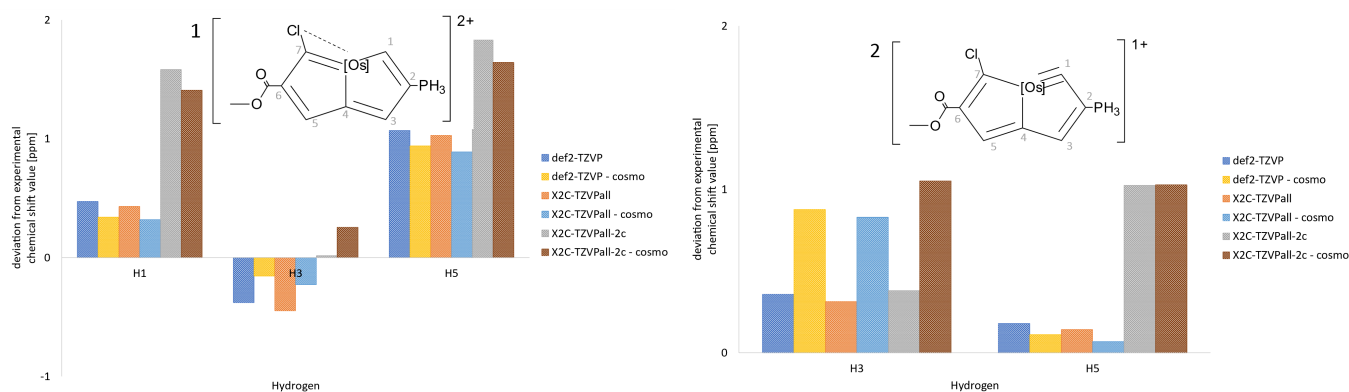 2
1
0
-1
deviation from experimental
chemical shift value [ppm]
1
2+
Cl
7
1
[Os]
2
PH3
O
O
6
5
4
3
H1
H3
H5
Hydrogen
def2-TZVP
def2-TZVP - cosmo
X2C-TZVPall
X2C-TZVPall - cosmo
X2C-TZVPall-2c
X2C-TZVPall-2c - cosmo
2
1
0
deviation from experimental
chemical shift value [ppm]
2
1+
Cl
7
1
[Os]
2
PH3
O
O
6
5
4
3
H3
H5
Hydrogen
def2-TZVP
def2-TZVP - cosmo
X2C-TZVPall
X2C-TZVPall - cosmo
X2C-TZVPall-2c
X2C-TZVPall-2c - cosmo